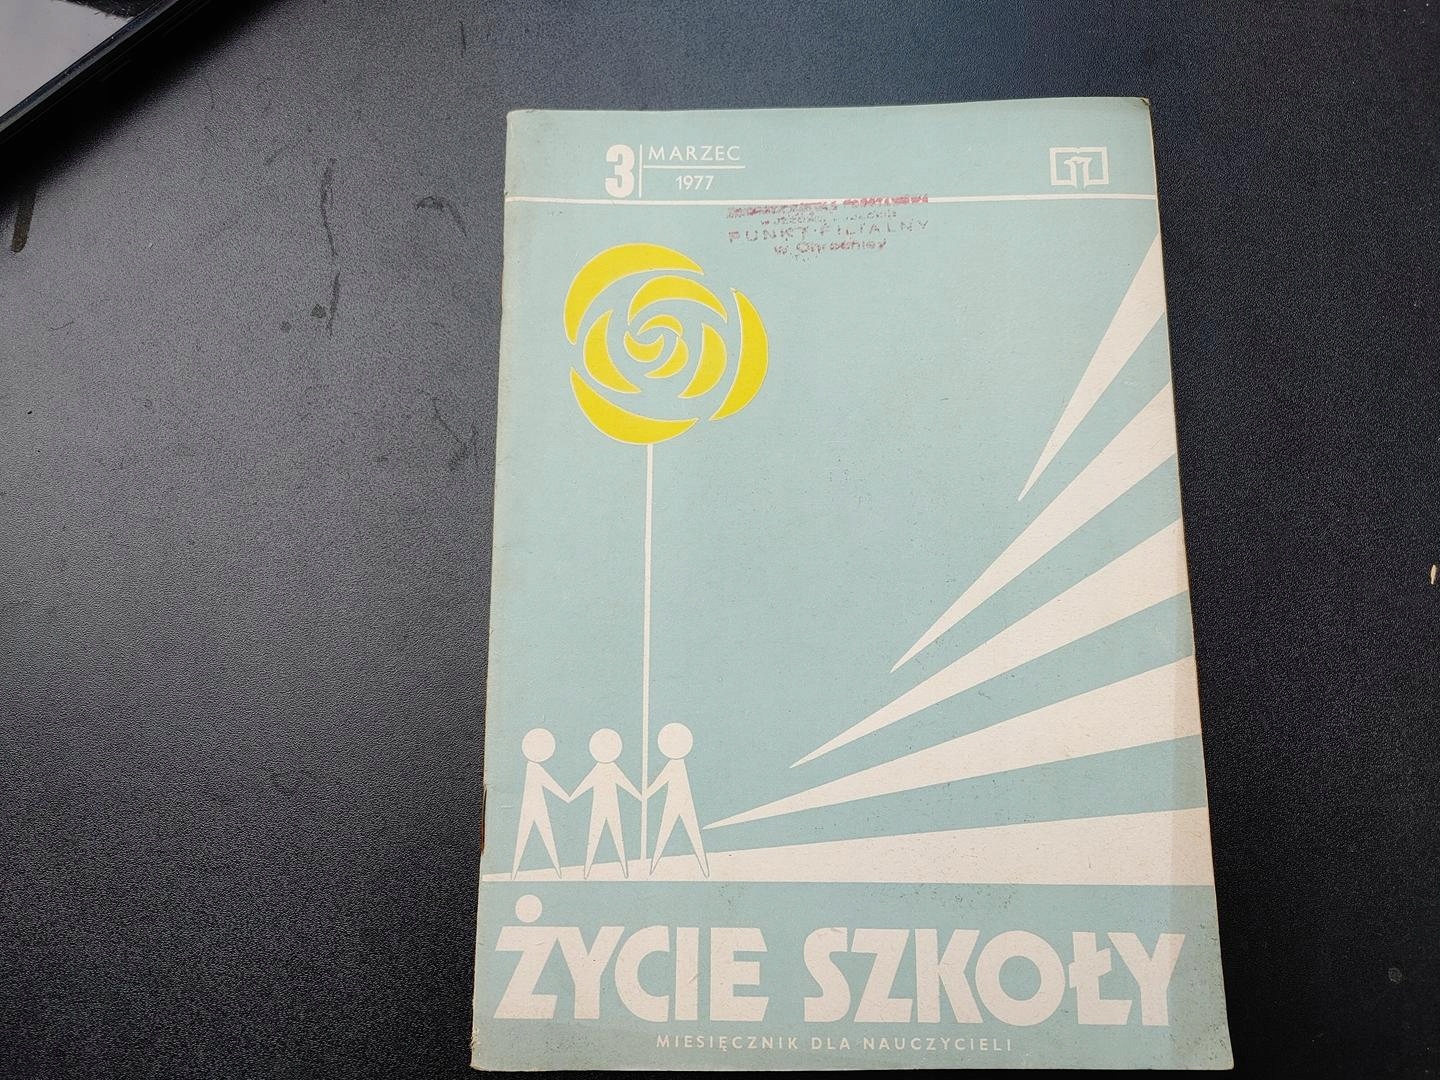 3 MARZEC
1977
PUNKT FILIALNY
ŻYCIE SZKOŁY
MIESIĘCZNIK DLA NAUCZYCIELI